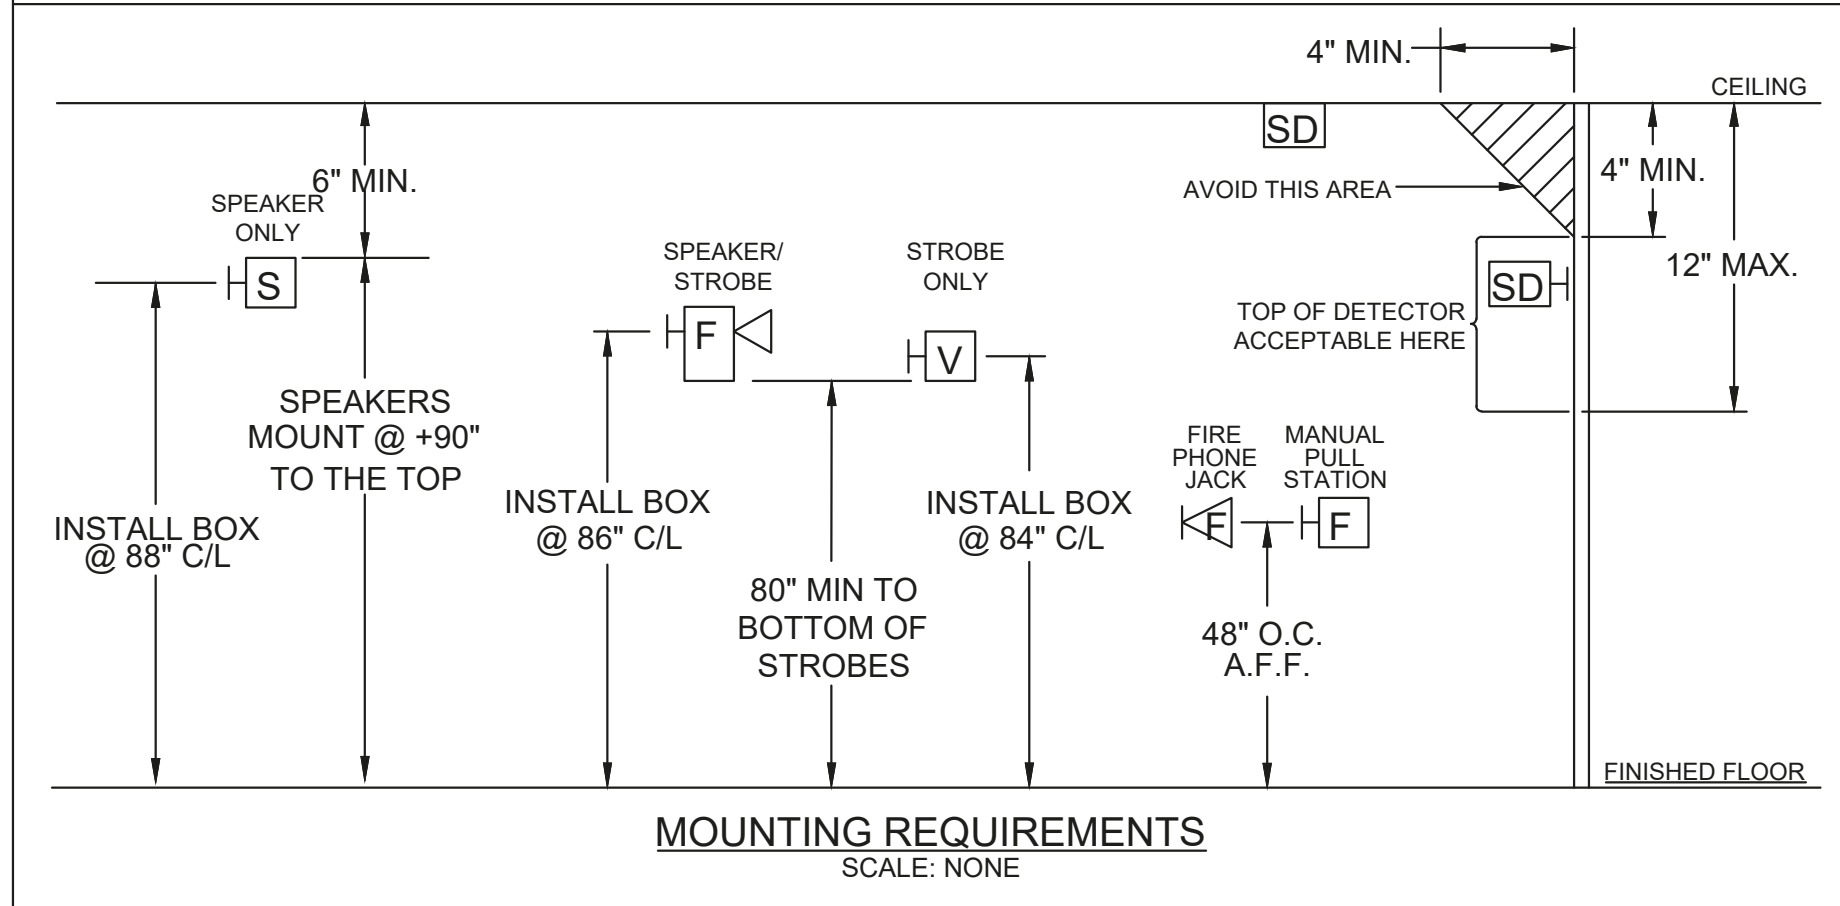 4" MIN.
CEILING
SD
6" MIN.
4" MIN.
AVOID THIS AREA
SPEAKER
ONLY
S
SPEAKER/
STROBE
F
STROBE
ONLY
V
12" MAX.
SD
TOP OF DETECTOR
ACCEPTABLE HERE
SPEAKERS
MOUNT @ +90"
TO THE TOP
FIRE
PHONE
JACK
F
MANUAL
PULL
STATION
F
INSTALL BOX
@ 88" C/L
INSTALL BOX
@ 86" C/L
INSTALL BOX
@ 84" C/L
80" MIN TO
BOTTOM OF
STROBES
48" O.C.
A.F.F.
FINISHED FLOOR
MOUNTING REQUIREMENTS
SCALE: NONE